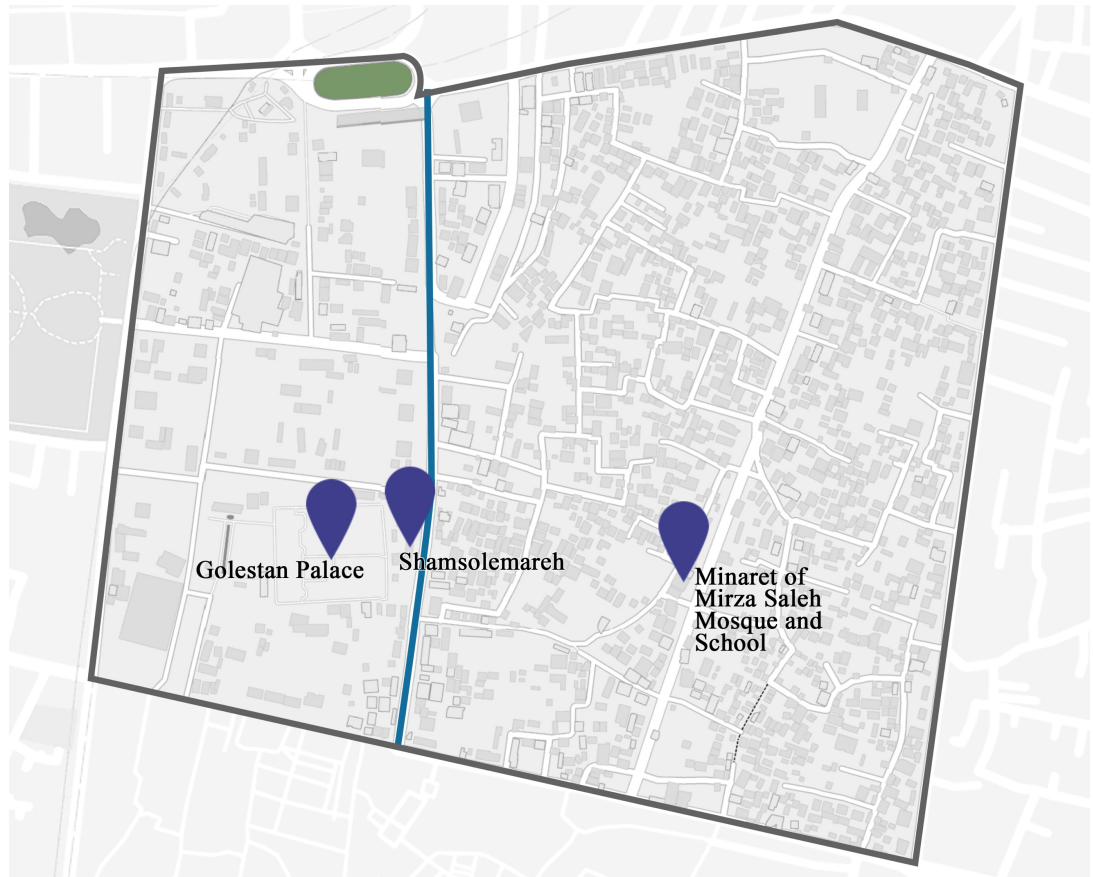 Golestan Palace
Shamsolemareh
Minaret of
Mirza Saleh
Mosque and
School